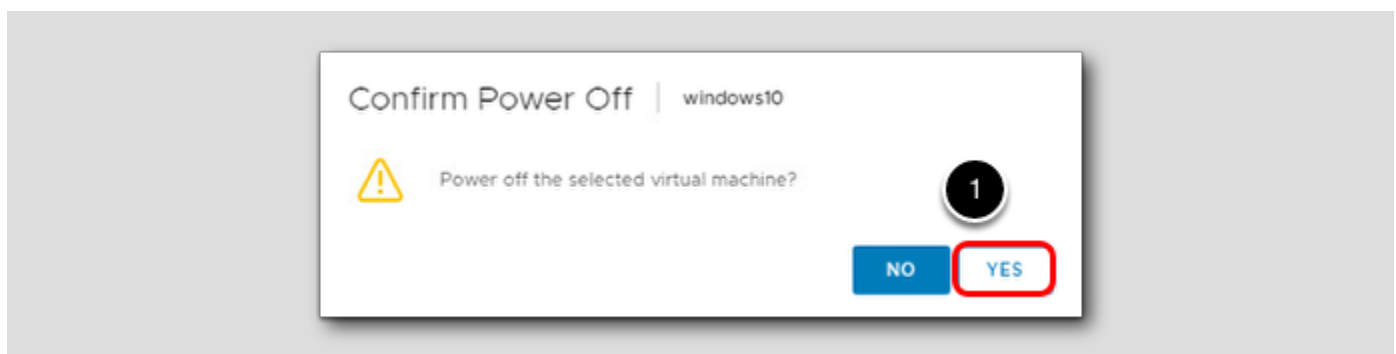 Confirm Power Off | windows10
Power off the selected virtual machine?
1
NO YES